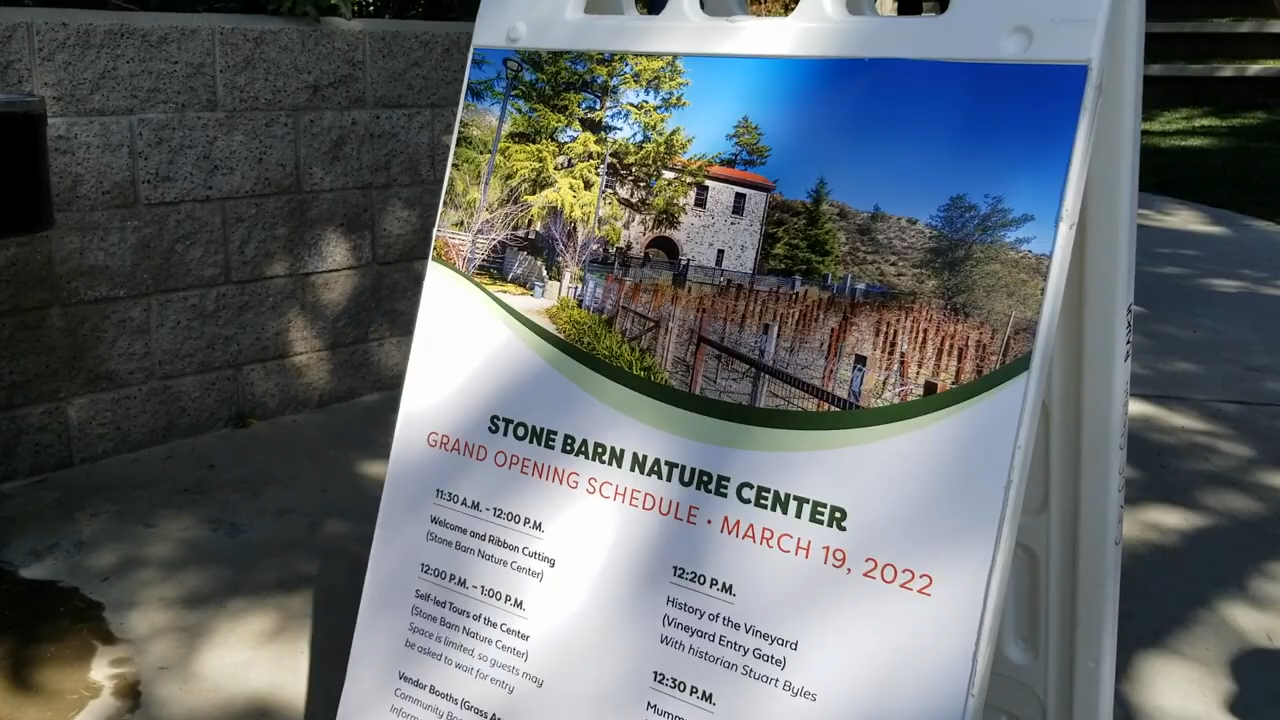 STONE BARN NATURE CENTER
GRAND OPENING SCHEDULE • MARCH 19, 2022
11:30 A.M. - 12:00 P.M.
Welcome and Ribbon Cutting
(Stone Barn Nature Center)
12:00 P.M. - 1:00 P.M.
Self-led Tours of the Center
(Stone Barn Nature Center)
Space is limited, so guests may
be asked to wait for entry
Vendor Booths (Grass
Community
12:20 P.M.
History of the Vineyard
(Vineyard Entry Gate)
With historian Stuart Byles
12:30 P.M.